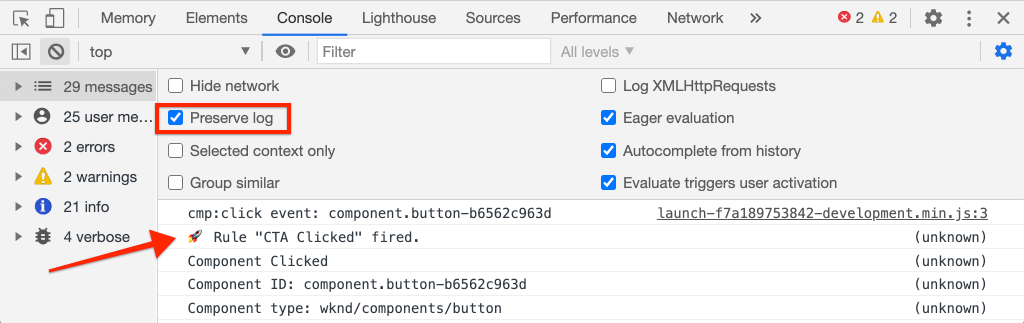 Memory Elements Console Lighthouse Sources Performance Network » 2 2
top ▼ Filter All levels ▼
29 messages
25 user me…
2 errors
2 warnings
21 info
4 verbose
Hide network Log XMLHttpRequests
Preserve log Eager evaluation
Selected context only Autocomplete from history
Group similar Evaluate triggers user activation
cmp:click event: component.button-b6562c963d launch-f7a189753842-development.min.js:3
🚀 Rule "CTA Clicked" fired. (unknown)
Component Clicked (unknown)
Component ID: component.button-b6562c963d (unknown)
Component type: wknd/components/button (unknown)